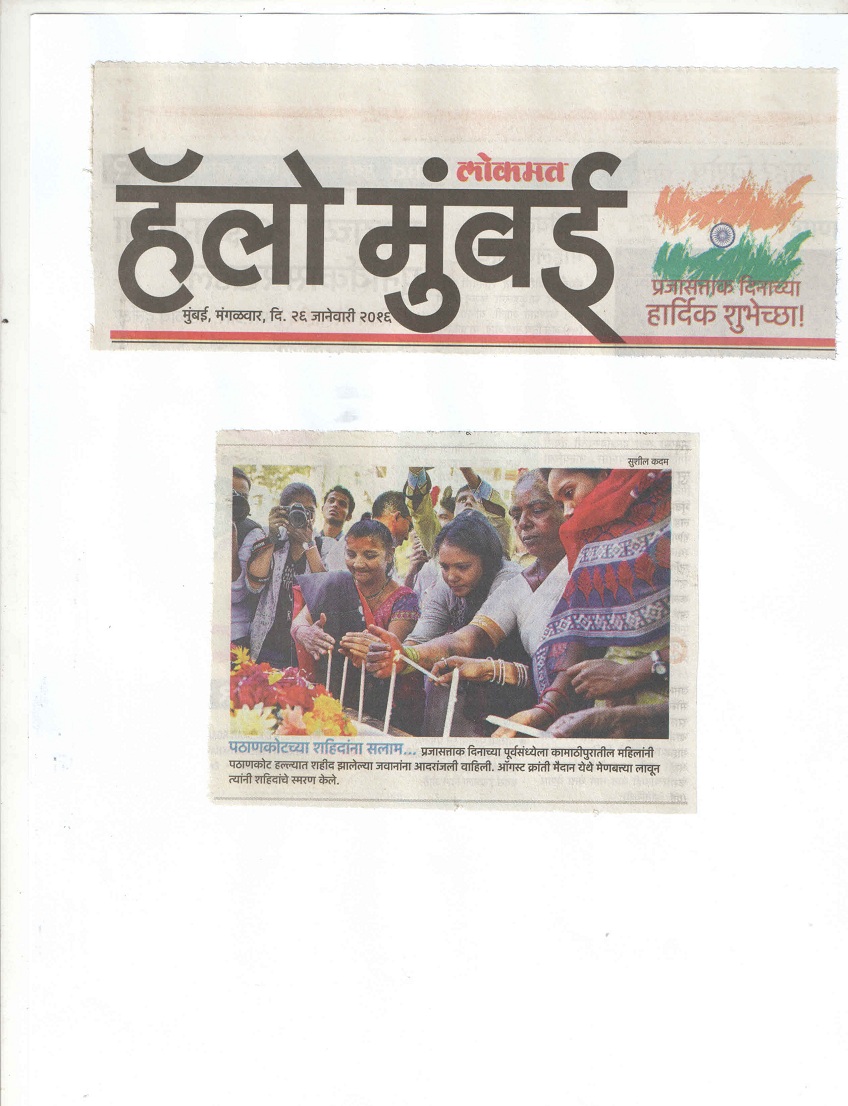 लोकमत
हॅलो मुंबई
मुंबई, मंगळवार, दि. २६ जानेवारी २०१६
प्रजासत्ताक दिनाच्या
हार्दिक शुभेच्छा!
सुशील कदम
पठाणकोटच्या शहिदांना सलाम... प्रजासत्ताक दिनाच्या पूर्वसंध्येला कामाठीपुरातील महिलांनी
पठाणकोट हल्ल्यात शहीद झालेल्या जवानांना आदरांजली वाहिली. ऑगस्ट क्रांती मैदान येथे मेणबत्त्या लावून
त्यांनी शहिदांचे स्मरण केले.